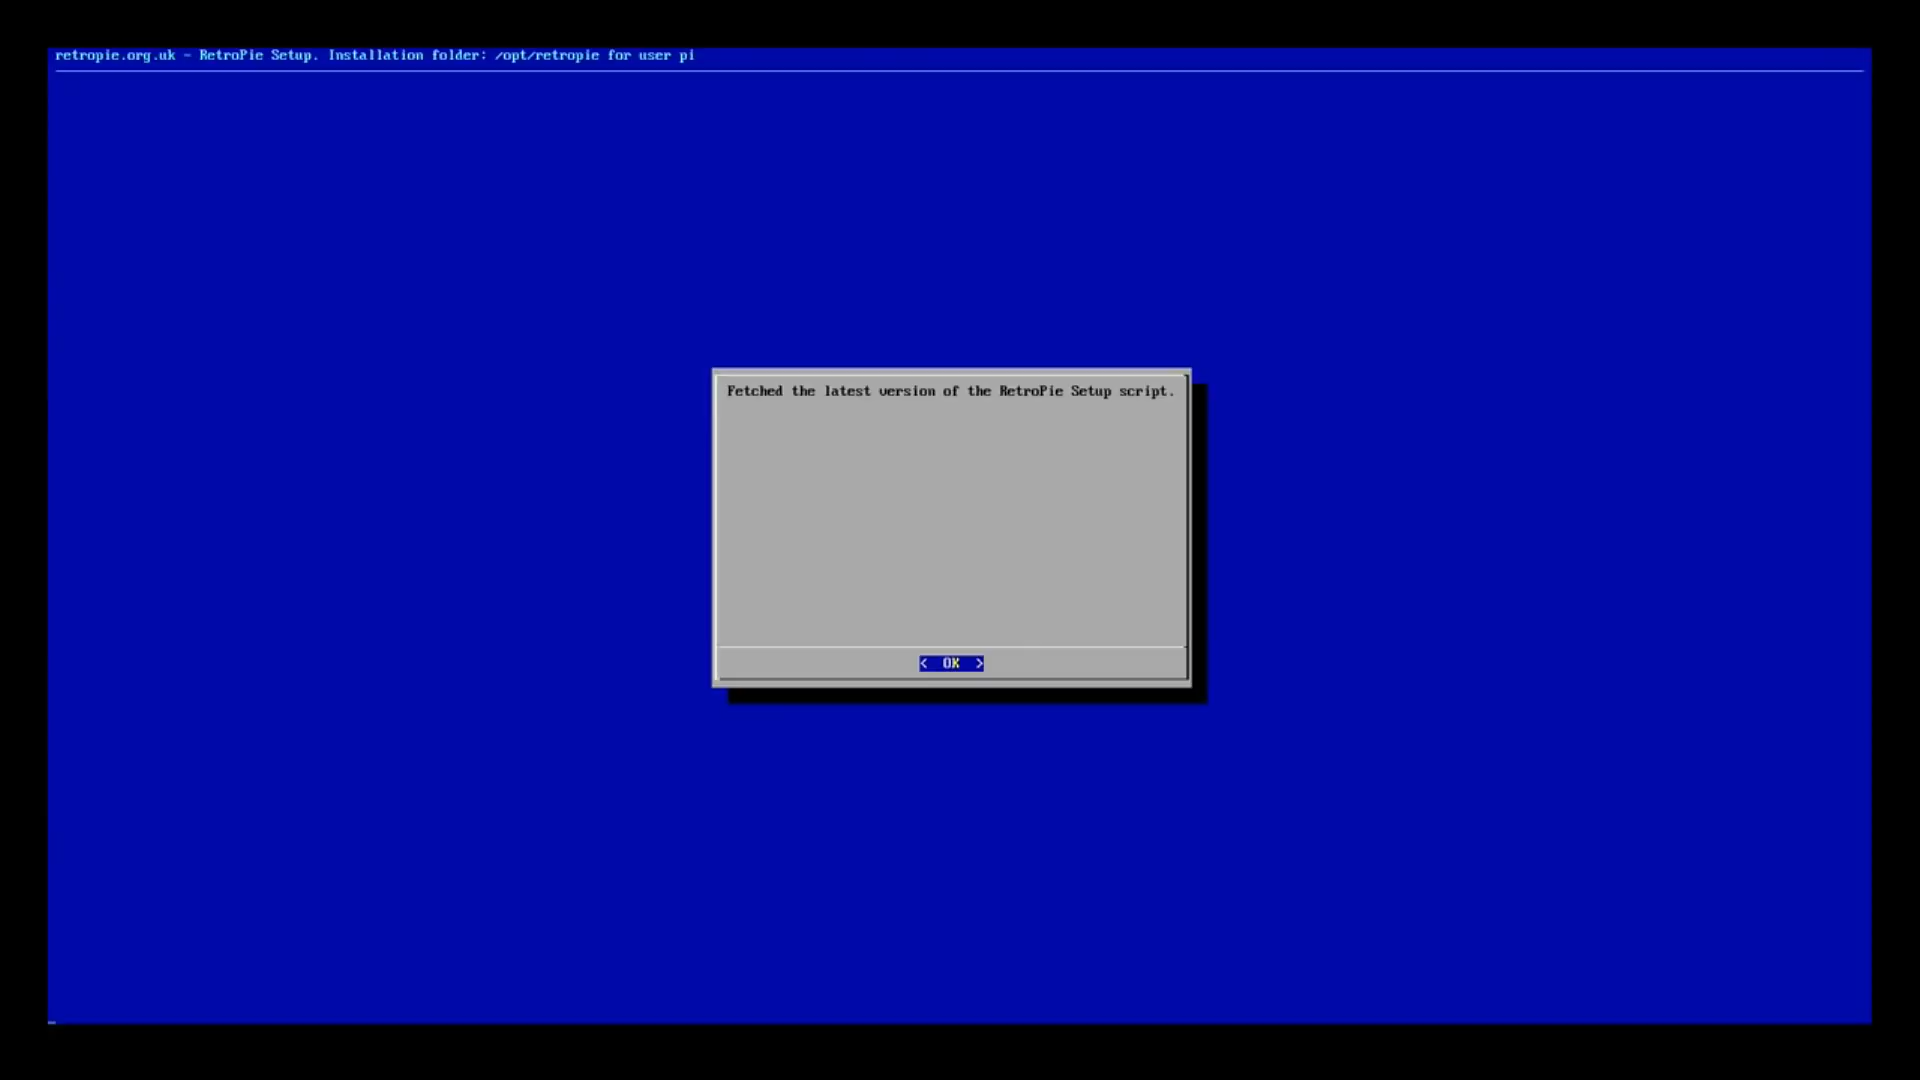 retropie.org.uk - RetroPie Setup. Installation folder: /opt/retropie for user pi
Fetched the latest version of the RetroPie Setup script.
< OK >